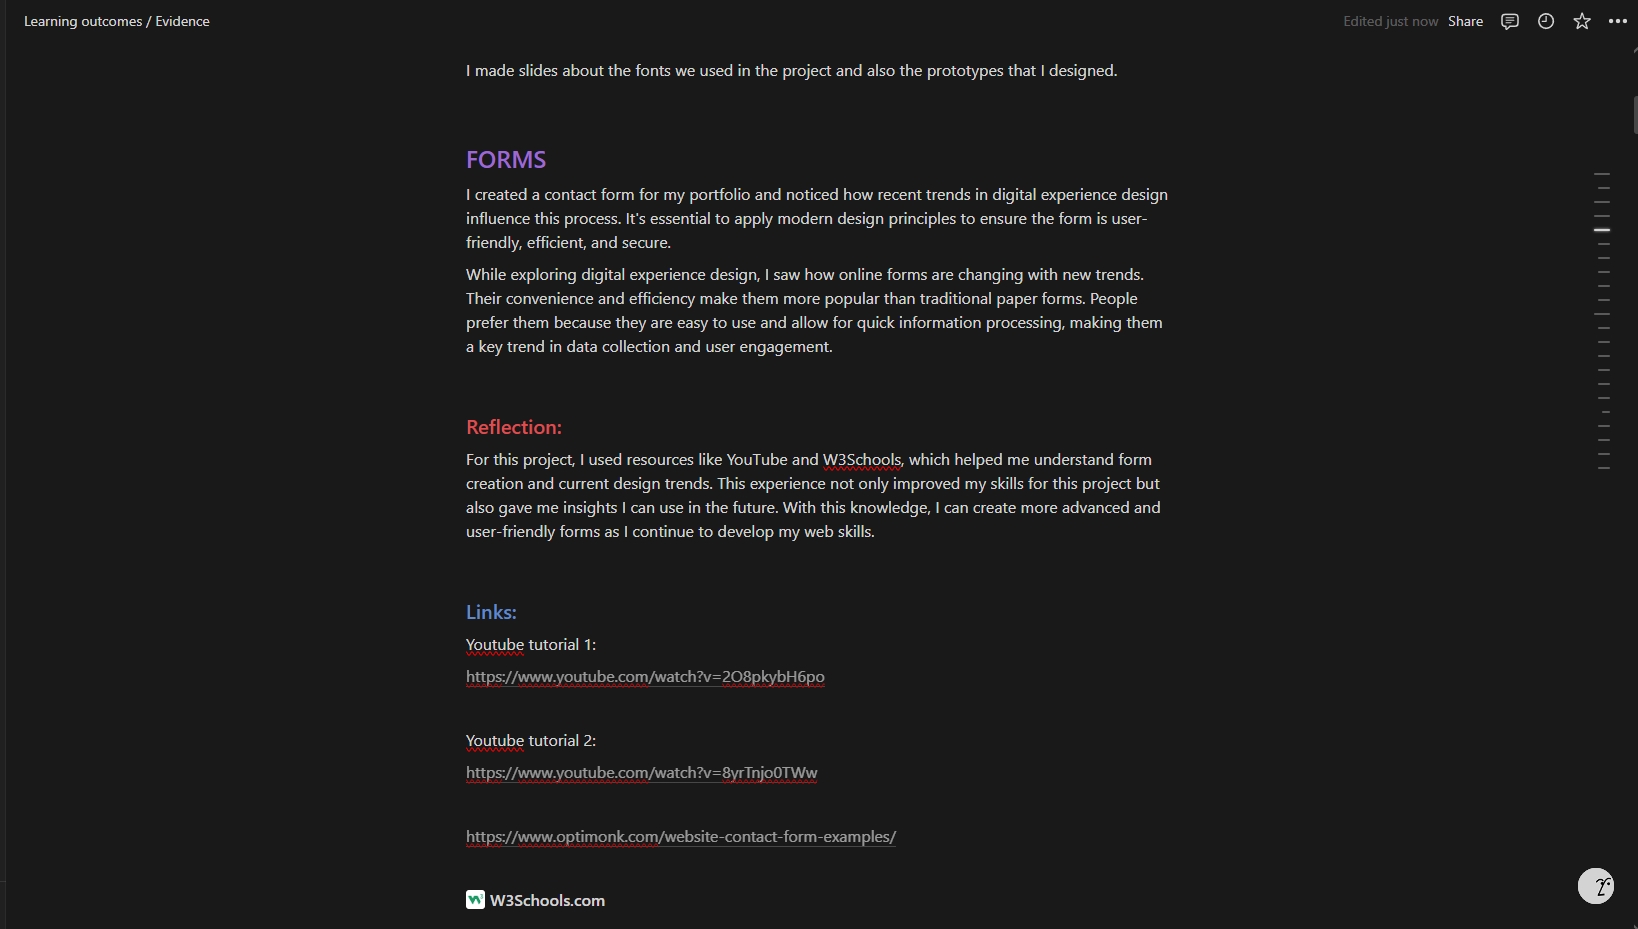 Learning outcomes / Evidence
Edited just now Share
I made slides about the fonts we used in the project and also the prototypes that I designed.
FORMS
I created a contact form for my portfolio and noticed how recent trends in digital experience design
influence this process. It's essential to apply modern design principles to ensure the form is user-
friendly, efficient, and secure.
While exploring digital experience design, I saw how online forms are changing with new trends.
Their convenience and efficiency make them more popular than traditional paper forms. People
prefer them because they are easy to use and allow for quick information processing, making them
a key trend in data collection and user engagement.
Reflection:
For this project, I used resources like YouTube and W3Schools, which helped me understand form
creation and current design trends. This experience not only improved my skills for this project but
also gave me insights I can use in the future. With this knowledge, I can create more advanced and
user-friendly forms as I continue to develop my web skills.
Links:
Youtube tutorial 1:
https://www.youtube.com/watch?v=2O8pkybH6po
Youtube tutorial 2:
https://www.youtube.com/watch?v=8yrTnjo0TWw
https://www.optimonk.com/website-contact-form-examples/
W3Schools.com